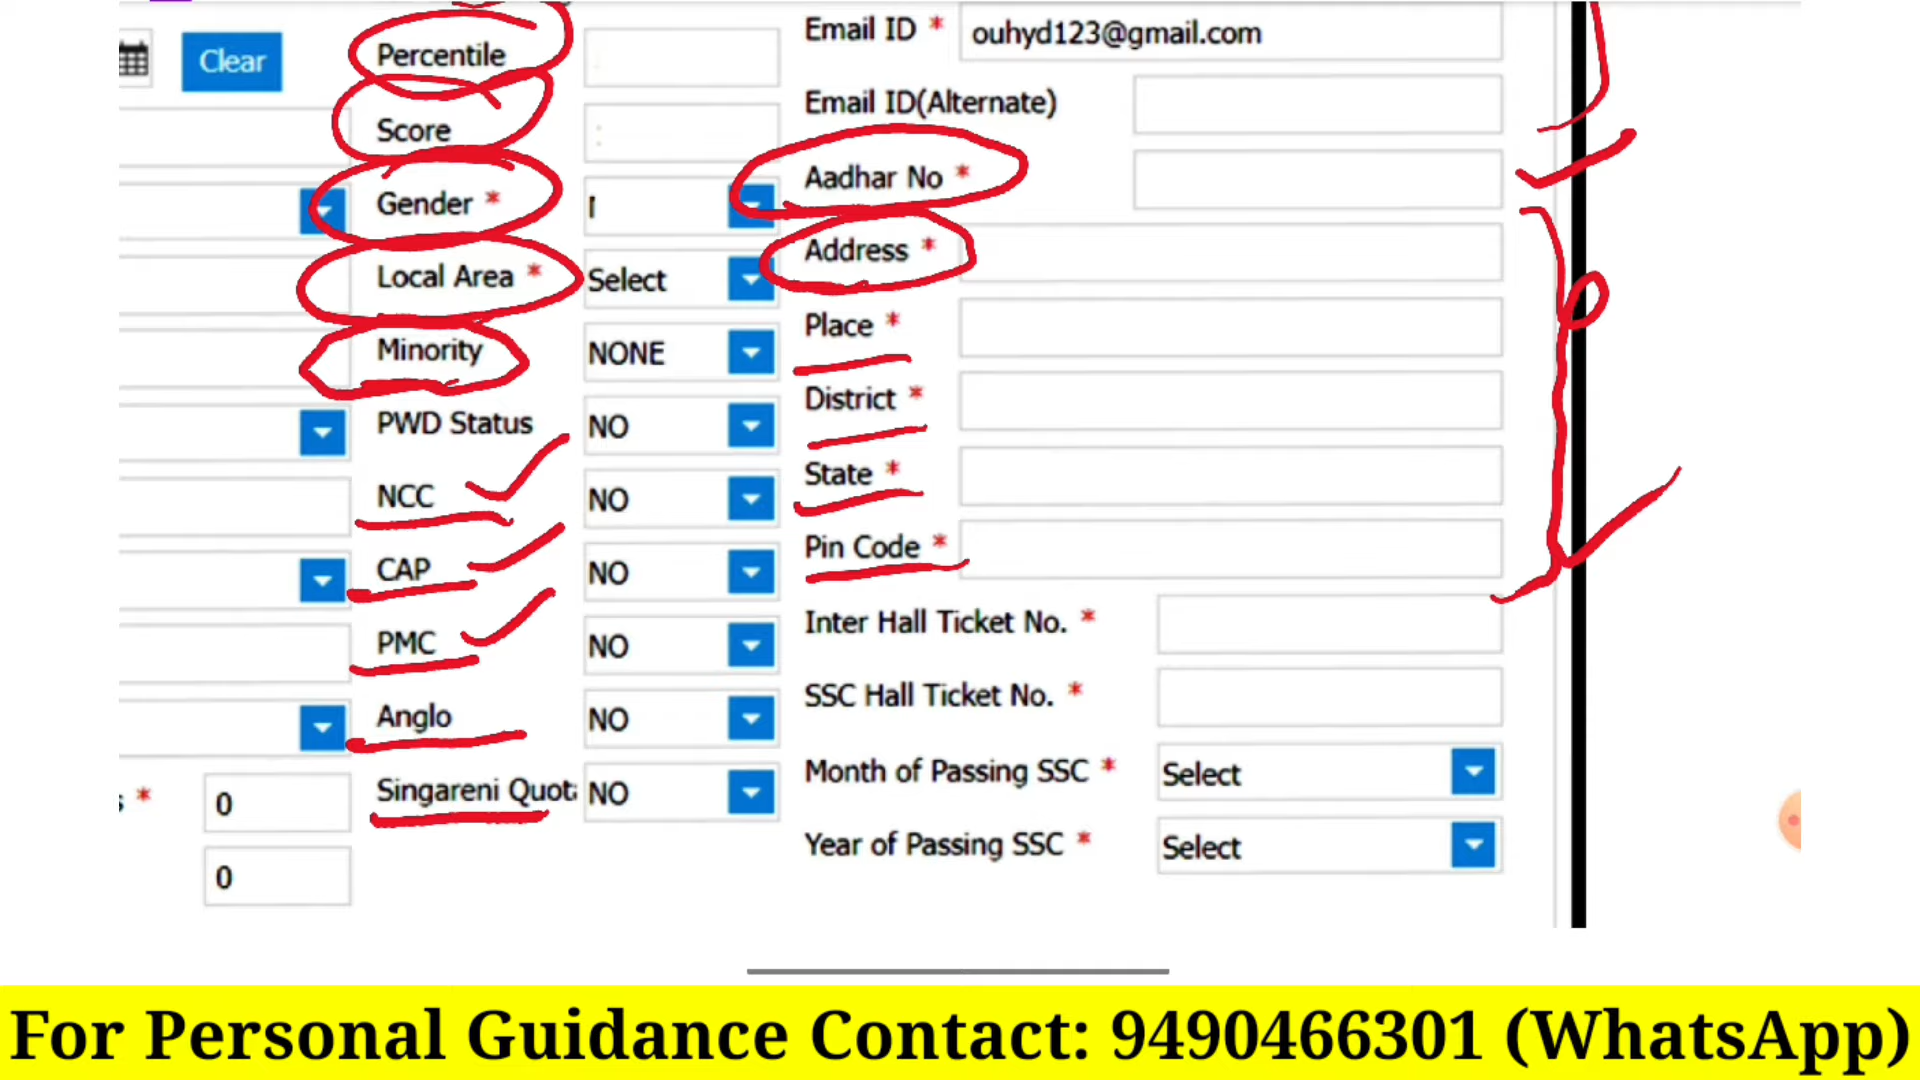 Clear
Percentile
Score
Gender *
Local Area * Select
Minority NONE
PWD Status NO
NCC NO
CAP NO
PMC NO
Anglo NO
Singareni Quot NO
* 0
0
Email ID * ouhyd123@gmail.com
Email ID(Alternate)
Aadhar No *
Address *
Place *
District *
State *
Pin Code *
Inter Hall Ticket No. *
SSC Hall Ticket No. *
Month of Passing SSC * Select
Year of Passing SSC * Select
For Personal Guidance Contact: 9490466301 (WhatsApp)